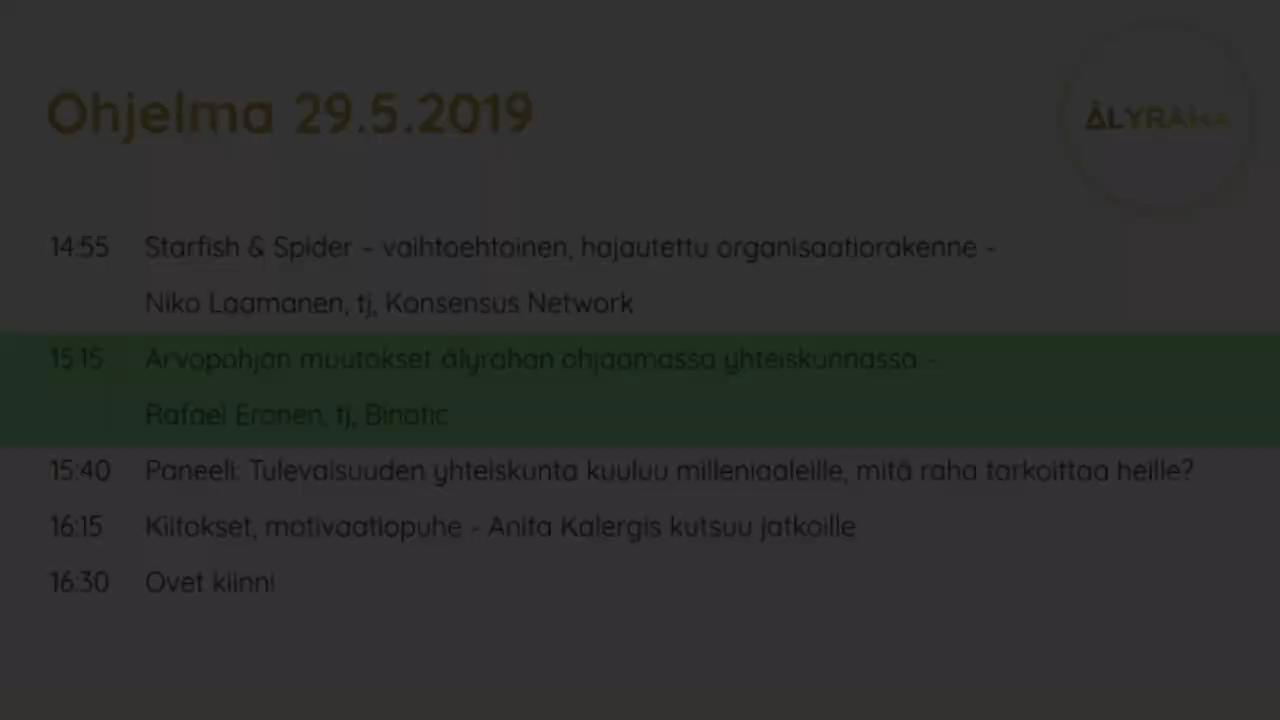 Ohjelma 29.5.2019
ÄLYRAHA
14:55 Starfish & Spider – vaihtoehtoinen, hajautettu organisaatiorakenne -
Niko Laamanen, tj, Konsensus Network
15:15 Arvopohjan muutokset älyrahan ohjaamassa yhteiskunnassa -
Rafael Eronen, tj, Binatic
15:40 Paneeli: Tulevaisuuden yhteiskunta kuuluu milleniaaleille, mitä raha tarkoittaa heille?
16:15 Kiitokset, motivaatiopuhe - Anita Kalergis kutsuu jatkoille
16:30 Ovet kiinni